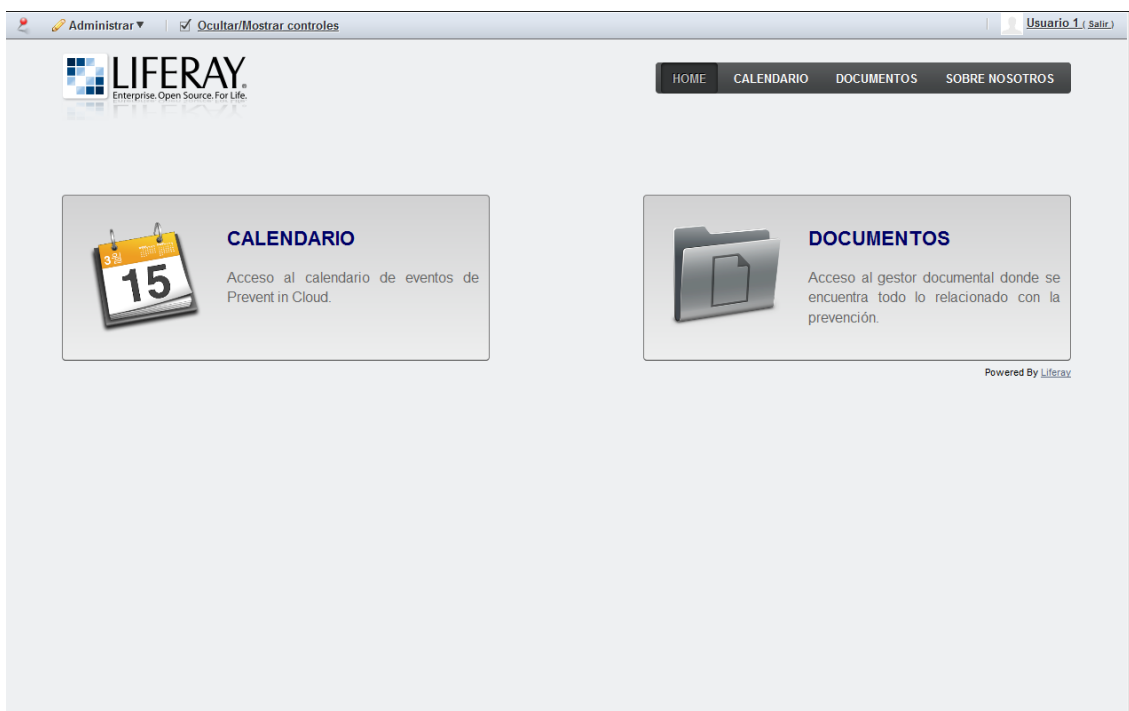 Administrar▼ Ocultar/Mostrar controles Usuario 1 ( Salir )
LIFERAY.
Enterprise. Open Source. For Life.
HOME CALENDARIO DOCUMENTOS SOBRE NOSOTROS
CALENDARIO
15
Acceso al calendario de eventos de
Prevent in Cloud.
DOCUMENTOS
Acceso al gestor documental donde se
encuentra todo lo relacionado con la
prevención.
Powered By Liferay